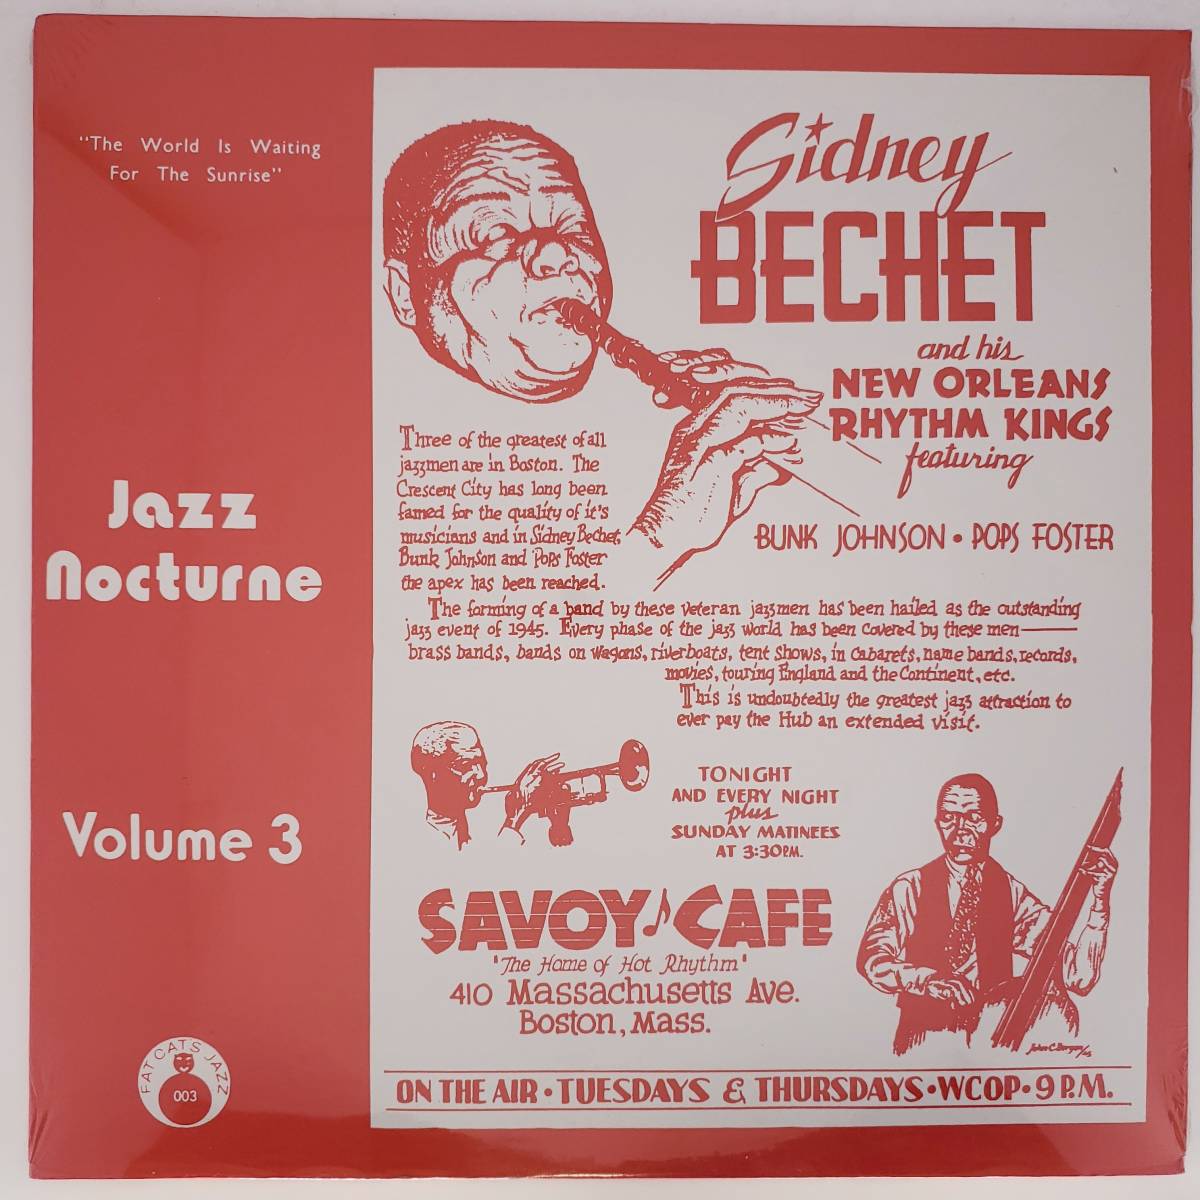 "The World Is Waiting
For The Sunrise"
Jazz
Nocturne
Volume 3
FAT CATS JAZZ
003
Sidney
BECHET
and his
NEW ORLEANS
RHYTHM KINGS
featuring
BUNK JOHNSON • POPS FOSTER
Three of the greatest of all
jazzmen are in Boston. The
Crescent City has long been
famed for the quality of it's
musicians and in Sidney Bechet,
Bunk Johnson and Pops Foster
the apex has been reached.
The forming of a band by these veteran jazzmen has been hailed as the outstanding
jazz event of 1945. Every phase of the jazz world has been covered by these men—
brass bands, bands on wagons, riverboats, tent shows, in cabarets, name bands, records,
movies, touring England and the Continent, etc.
This is undoubtedly the greatest jazz attraction to
ever pay the Hub an extended visit.
TONIGHT
AND EVERY NIGHT
plus
SUNDAY MATINEES
AT 3:30 P.M.
SAVOY CAFE
"The Home of Hot Rhythm"
410 Massachusetts Ave.
Boston, Mass.
ON THE AIR • TUESDAYS & THURSDAYS • WCOP • 9 P.M.